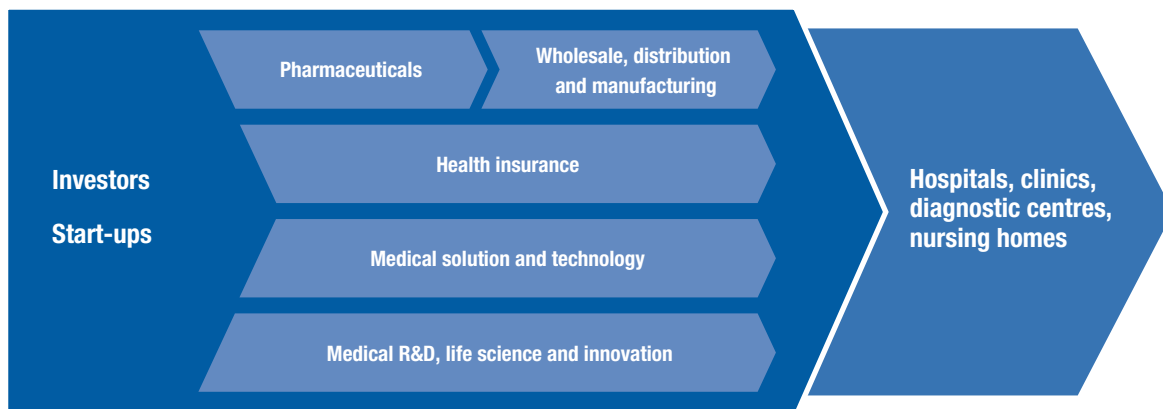 Investors
Start-ups
Pharmaceuticals
Wholesale, distribution
and manufacturing
Health insurance
Medical solution and technology
Medical R&D, life science and innovation
Hospitals, clinics,
diagnostic centres,
nursing homes